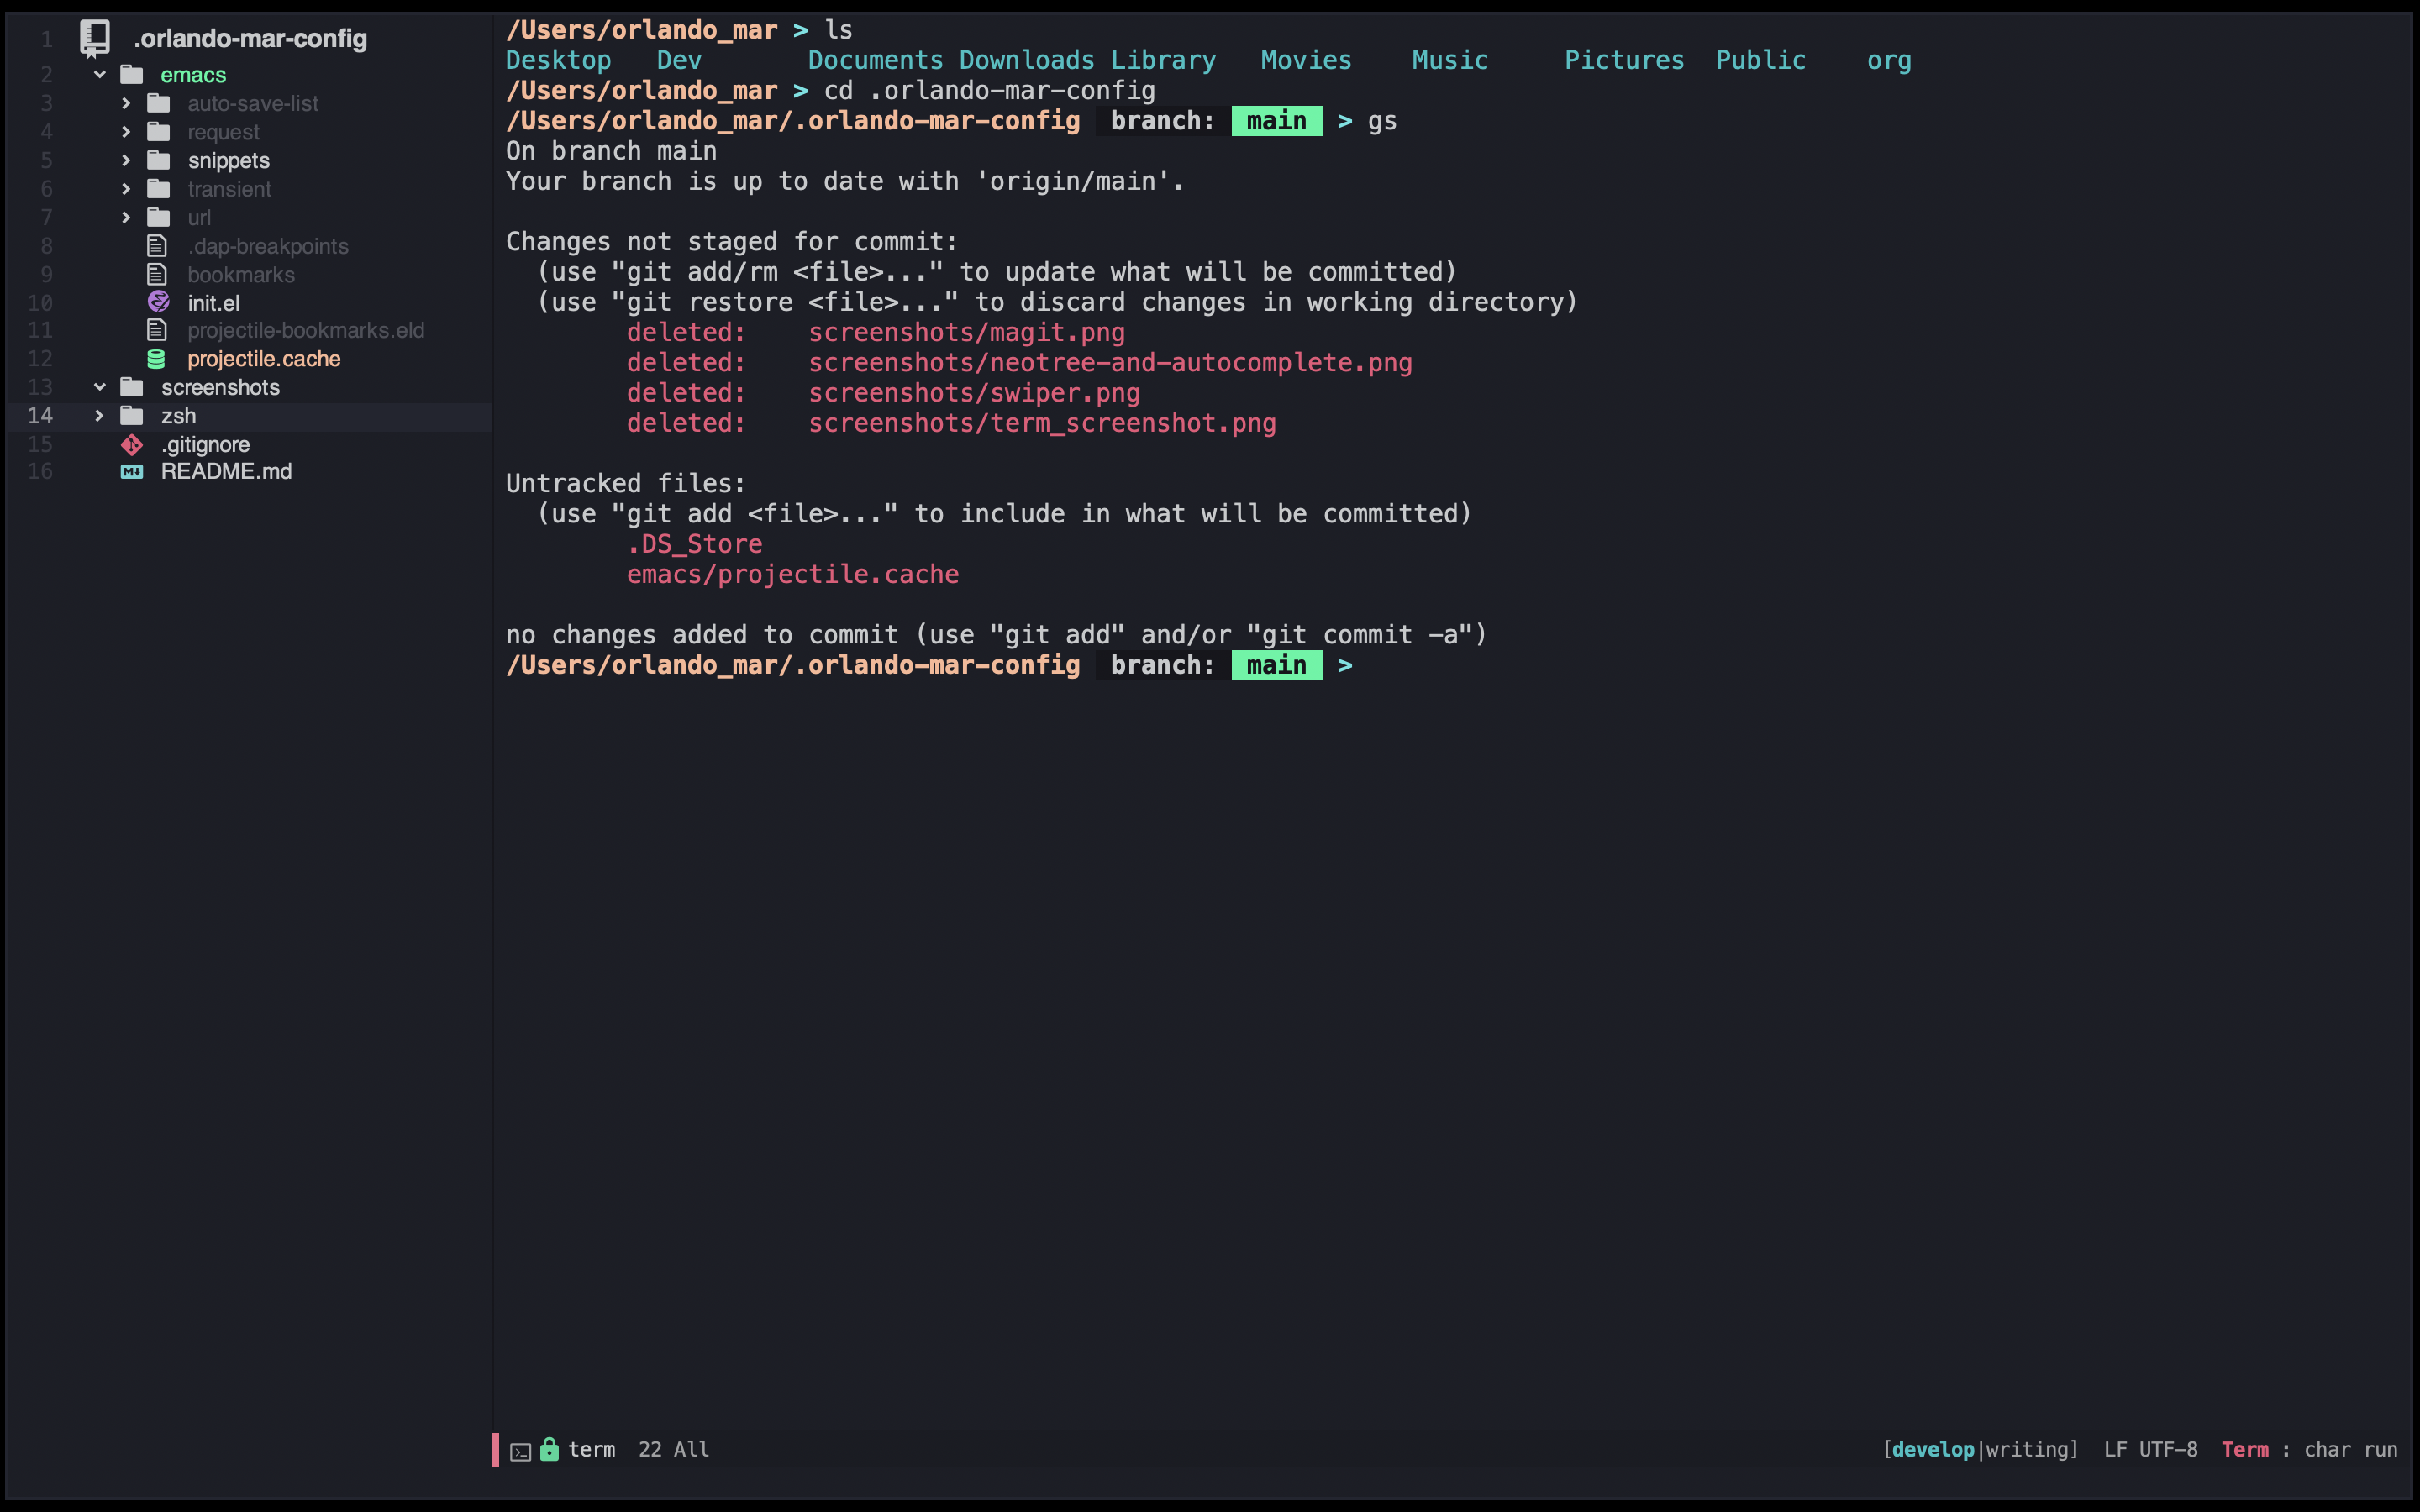 1 .orlando-mar-config
2 emacs
3 auto-save-list
4 request
5 snippets
6 transient
7 url
8 .dap-breakpoints
9 bookmarks
10 init.el
11 projectile-bookmarks.eld
12 projectile.cache
13 screenshots
14 zsh
15 .gitignore
16 README.md
/Users/orlando_mar > ls
Desktop Dev Documents Downloads Library Movies Music Pictures Public org
/Users/orlando_mar > cd .orlando-mar-config
/Users/orlando_mar/.orlando-mar-config branch: main > gs
On branch main
Your branch is up to date with 'origin/main'.
Changes not staged for commit:
(use "git add/rm <file>..." to update what will be committed)
(use "git restore <file>..." to discard changes in working directory)
deleted: screenshots/magit.png
deleted: screenshots/neotree-and-autocomplete.png
deleted: screenshots/swiper.png
deleted: screenshots/term_screenshot.png
Untracked files:
(use "git add <file>..." to include in what will be committed)
.DS_Store
emacs/projectile.cache
no changes added to commit (use "git add" and/or "git commit -a")
/Users/orlando_mar/.orlando-mar-config branch: main >
term 22 All [develop|writing] LF UTF-8 Term : char run